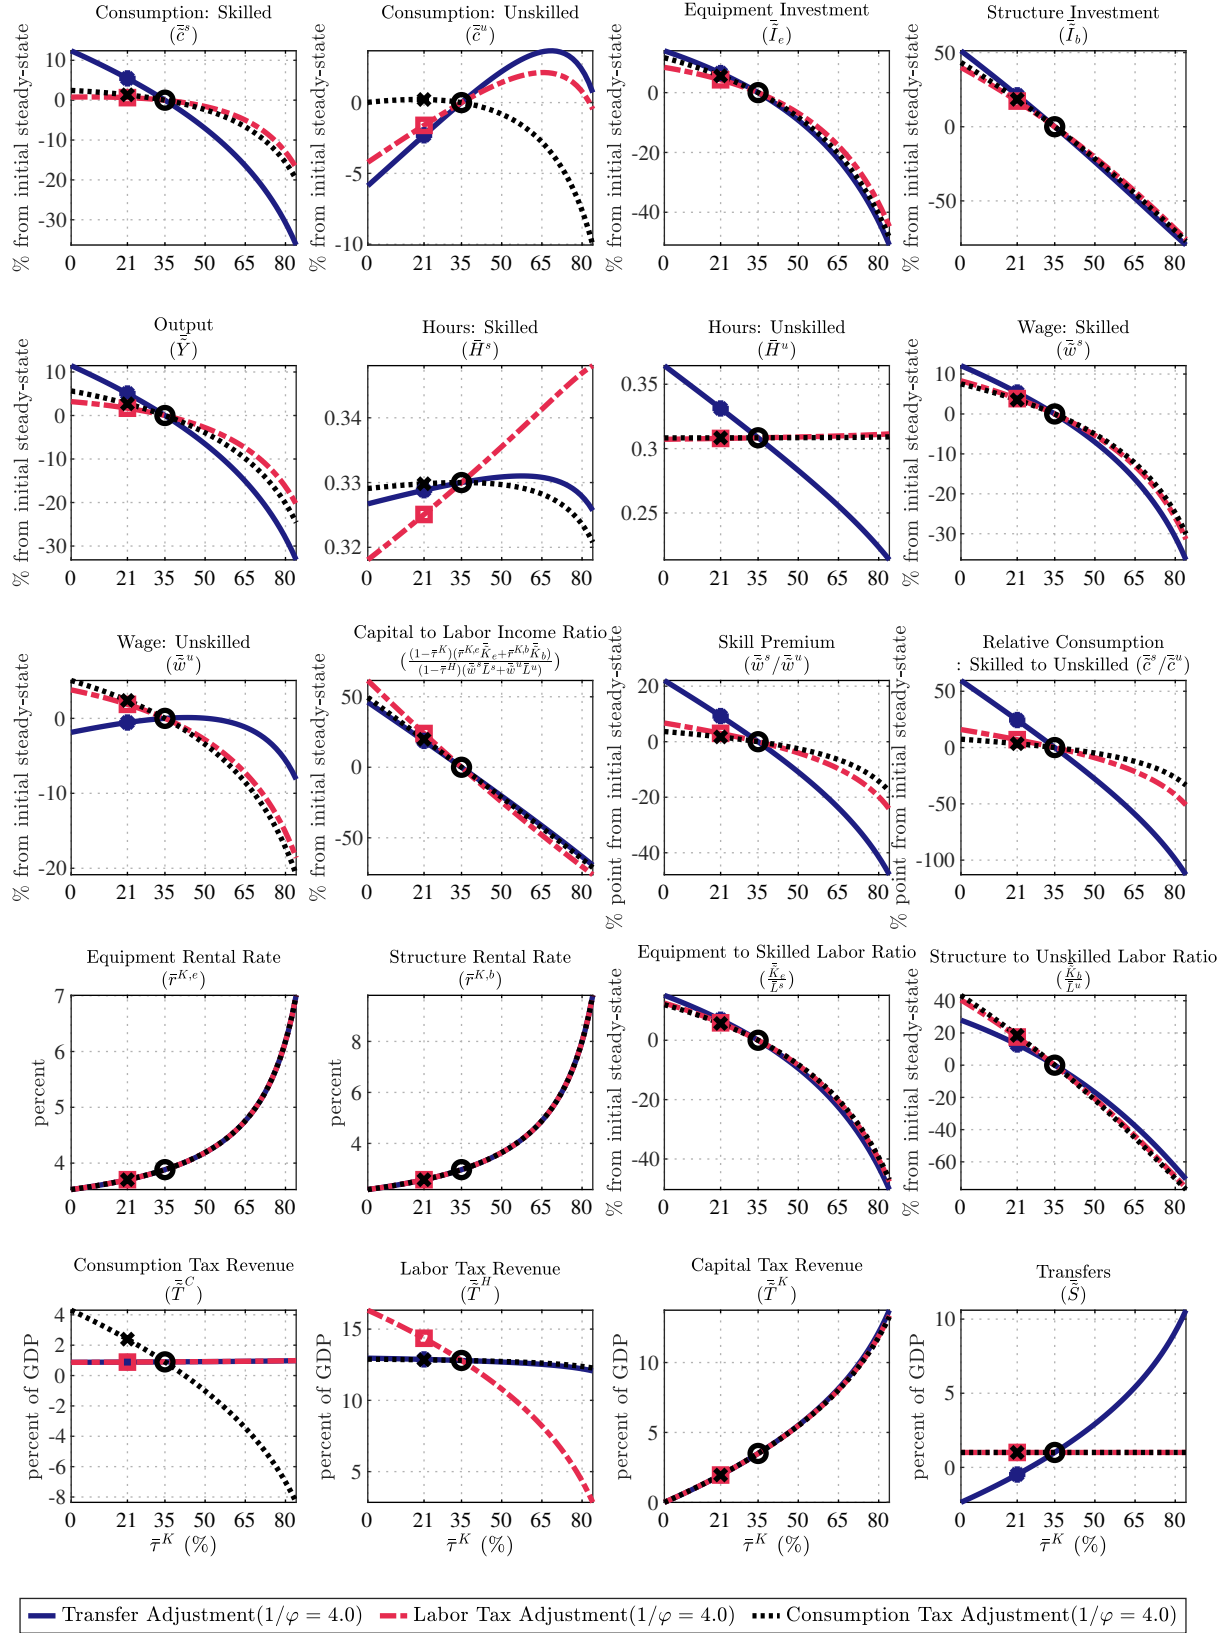 Consumption: Skilled
(c̃̄ˢ)
Consumption: Unskilled
(c̃̄ᵘ)
Equipment Investment
(Ĩ̄_e)
Structure Investment
(Ĩ̄_b)
% from initial steady-state
10
0
-10
-20
-30
0 21 35 50 65 80
% from initial steady-state
0
-5
-10
0 21 35 50 65 80
% from initial steady-state
0
-20
-40
0 21 35 50 65 80
% from initial steady-state
50
0
-50
0 21 35 50 65 80
Output
(Ỹ̄)
Hours: Skilled
(H̄ˢ)
Hours: Unskilled
(H̄ᵘ)
Wage: Skilled
(w̃̄ˢ)
% from initial steady-state
10
0
-10
-20
-30
0 21 35 50 65 80
0.34
0.33
0.32
0 21 35 50 65 80
0.35
0.3
0.25
0 21 35 50 65 80
% from initial steady-state
10
0
-10
-20
-30
0 21 35 50 65 80
Wage: Unskilled
(w̃̄ᵘ)
Capital to Labor Income Ratio
((1−τ̄ᴷ)(r̄ᴷ,ᵉK̃̄_e+r̄ᴷ,ᵇK̃̄_b)
(1−τ̄ᴴ)(w̃̄ˢL̄ˢ+w̃̄ᵘL̄ᵘ))
Skill Premium
(w̃̄ˢ/w̃̄ᵘ)
Relative Consumption
: Skilled to Unskilled (c̃̄ˢ/c̃̄ᵘ)
% from initial steady-state
0
-10
-20
0 21 35 50 65 80
% from initial steady-state
50
0
-50
0 21 35 50 65 80
% point from initial steady-state
20
0
-20
-40
0 21 35 50 65 80
% point from initial steady-state
50
0
-50
-100
0 21 35 50 65 80
Equipment Rental Rate
(r̄ᴷ,ᵉ)
Structure Rental Rate
(r̄ᴷ,ᵇ)
Equipment to Skilled Labor Ratio
(K̃̄_e/L̄ˢ)
Structure to Unskilled Labor Ratio
(K̃̄_b/L̄ᵘ)
percent
7
6
5
4
0 21 35 50 65 80
percent
8
6
4
0 21 35 50 65 80
% from initial steady-state
0
-20
-40
0 21 35 50 65 80
% from initial steady-state
40
20
0
-20
-40
-60
0 21 35 50 65 80
Consumption Tax Revenue
(T̃̄ᶜ)
Labor Tax Revenue
(T̃̄ᴴ)
Capital Tax Revenue
(T̃̄ᴷ)
Transfers
(S̃̄)
percent of GDP
4
2
0
-2
-4
-6
-8
0 21 35 50 65 80
τ̄ᴷ (%)
percent of GDP
15
10
5
0 21 35 50 65 80
τ̄ᴷ (%)
percent of GDP
10
5
0
0 21 35 50 65 80
τ̄ᴷ (%)
percent of GDP
10
5
0
0 21 35 50 65 80
τ̄ᴷ (%)
Transfer Adjustment(1/φ = 4.0) Labor Tax Adjustment(1/φ = 4.0) Consumption Tax Adjustment(1/φ = 4.0)